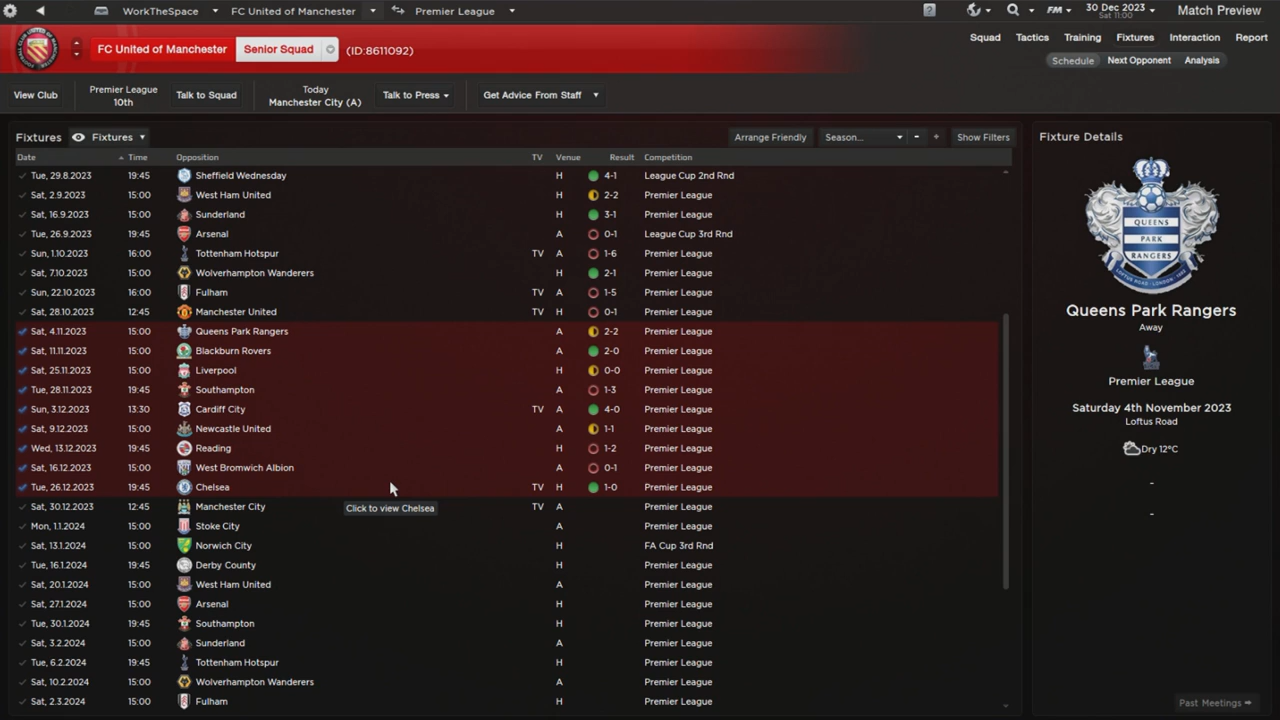 WorkTheSpace FC United of Manchester Premier League 30 Dec 2023 Match Preview
FM Sat 11:00
FC United of Manchester Senior Squad (ID:8611092) Squad Tactics Training Fixtures Interaction Report
Schedule Next Opponent Analysis
View Club Premier League 10th Talk to Squad Today Manchester City (A) Talk to Press Get Advice From Staff
Fixtures Fixtures Arrange Friendly Season... - + Show Filters Fixture Details
Date Time Opposition TV Venue Result Competition
Tue, 29.8.2023 19:45 Sheffield Wednesday H 4-1 League Cup 2nd Rnd
Sat, 2.9.2023 15:00 West Ham United H 2-2 Premier League
Sat, 16.9.2023 15:00 Sunderland H 3-1 Premier League
Tue, 26.9.2023 19:45 Arsenal A 0-1 League Cup 3rd Rnd
Sun, 1.10.2023 16:00 Tottenham Hotspur TV A 1-6 Premier League
Sat, 7.10.2023 15:00 Wolverhampton Wanderers H 2-1 Premier League
Sun, 22.10.2023 16:00 Fulham TV A 1-5 Premier League
Sat, 28.10.2023 12:45 Manchester United TV H 0-1 Premier League
Sat, 4.11.2023 15:00 Queens Park Rangers A 2-2 Premier League
Sat, 11.11.2023 15:00 Blackburn Rovers A 2-0 Premier League
Sat, 25.11.2023 15:00 Liverpool H 0-0 Premier League
Tue, 28.11.2023 19:45 Southampton A 1-3 Premier League
Sun, 3.12.2023 13:30 Cardiff City TV A 4-0 Premier League
Sat, 9.12.2023 15:00 Newcastle United A 1-1 Premier League
Wed, 13.12.2023 19:45 Reading H 1-2 Premier League
Sat, 16.12.2023 15:00 West Bromwich Albion A 0-1 Premier League
Tue, 26.12.2023 19:45 Chelsea TV H 1-0 Premier League
Sat, 30.12.2023 12:45 Manchester City TV A Premier League
Click to view Chelsea
Mon, 1.1.2024 15:00 Stoke City A Premier League
Sat, 13.1.2024 15:00 Norwich City H FA Cup 3rd Rnd
Tue, 16.1.2024 19:45 Derby County H Premier League
Sat, 20.1.2024 15:00 West Ham United A Premier League
Sat, 27.1.2024 15:00 Arsenal H Premier League
Tue, 30.1.2024 19:45 Southampton H Premier League
Sat, 3.2.2024 15:00 Sunderland A Premier League
Tue, 6.2.2024 19:45 Tottenham Hotspur H Premier League
Sat, 10.2.2024 15:00 Wolverhampton Wanderers A Premier League
Sat, 2.3.2024 15:00 Fulham H Premier League
QUEENS
PARK
RANGERS
LOFTUS ROAD - LONDON
Queens Park Rangers
Away
Premier League
Saturday 4th November 2023
Loftus Road
Dry 12°C
-
-
Past Meetings